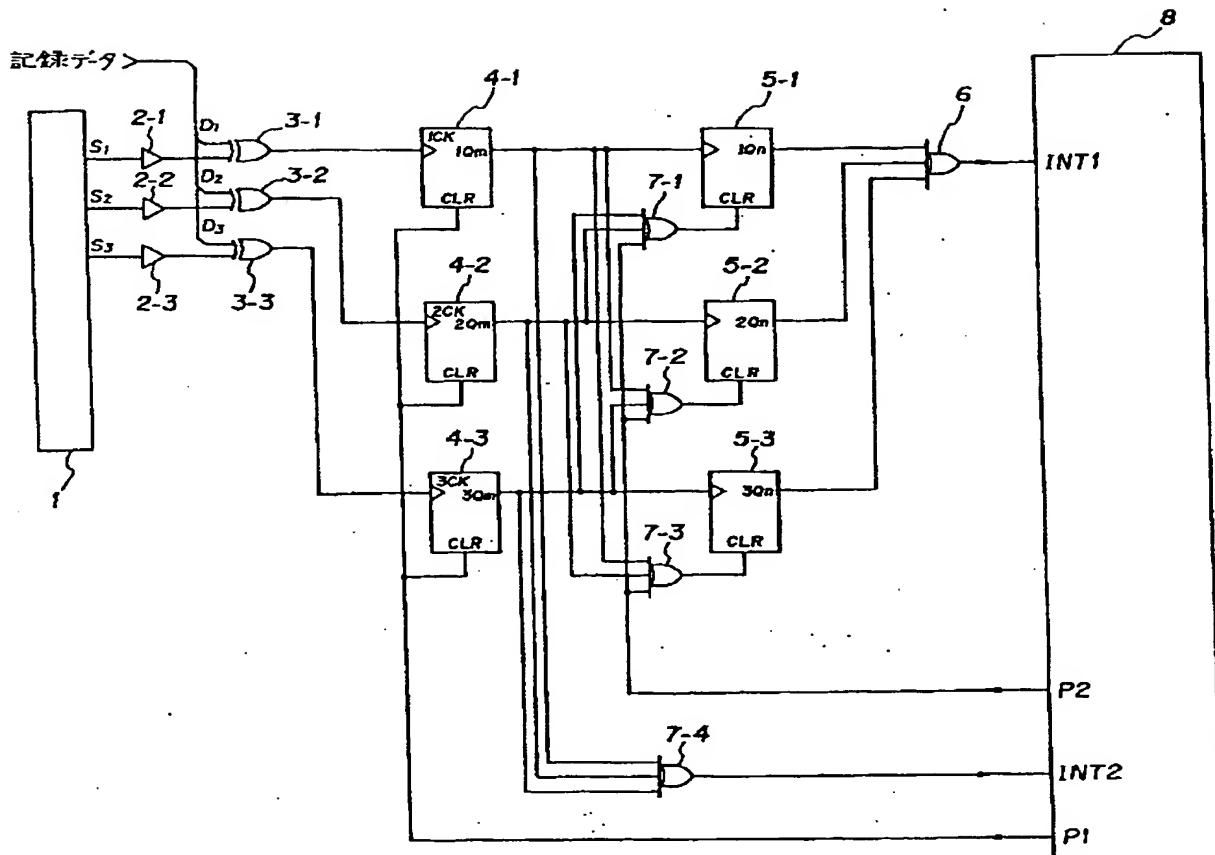 8
記録データ
4-1
5-1
6
2-1
D1
3-1
1CK
1Qm
CLR
1Qn
CLR
S1
INT1
2-2
D2
3-2
S2
7-1
D3
S3
2-3
3-3
4-2
5-2
2CK
2Qm
CLR
2Qn
CLR
7-2
4-3
5-3
1
3CK
3Qm
CLR
3Qn
CLR
7-3
P2
7-4
INT2
P1